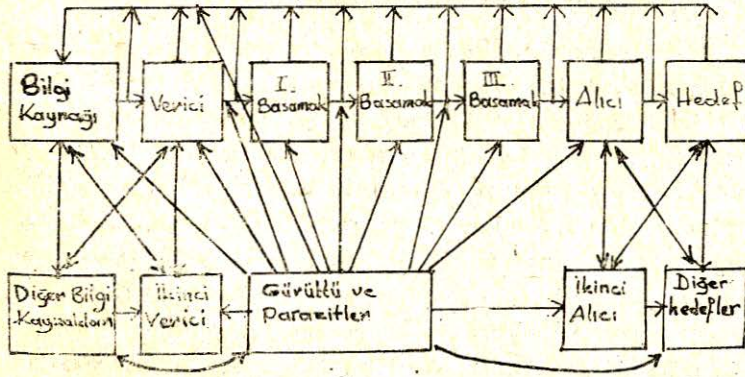 Bilgi
Kaynağı
Verici
I.
Basamak
II.
Basamak
III.
Basamak
Alıcı
Hedef
Diğer Bilgi
Kaynakları
İkinci
Verici
Gürültü ve
Parazitler
İkinci
Alıcı
Diğer
hedefler